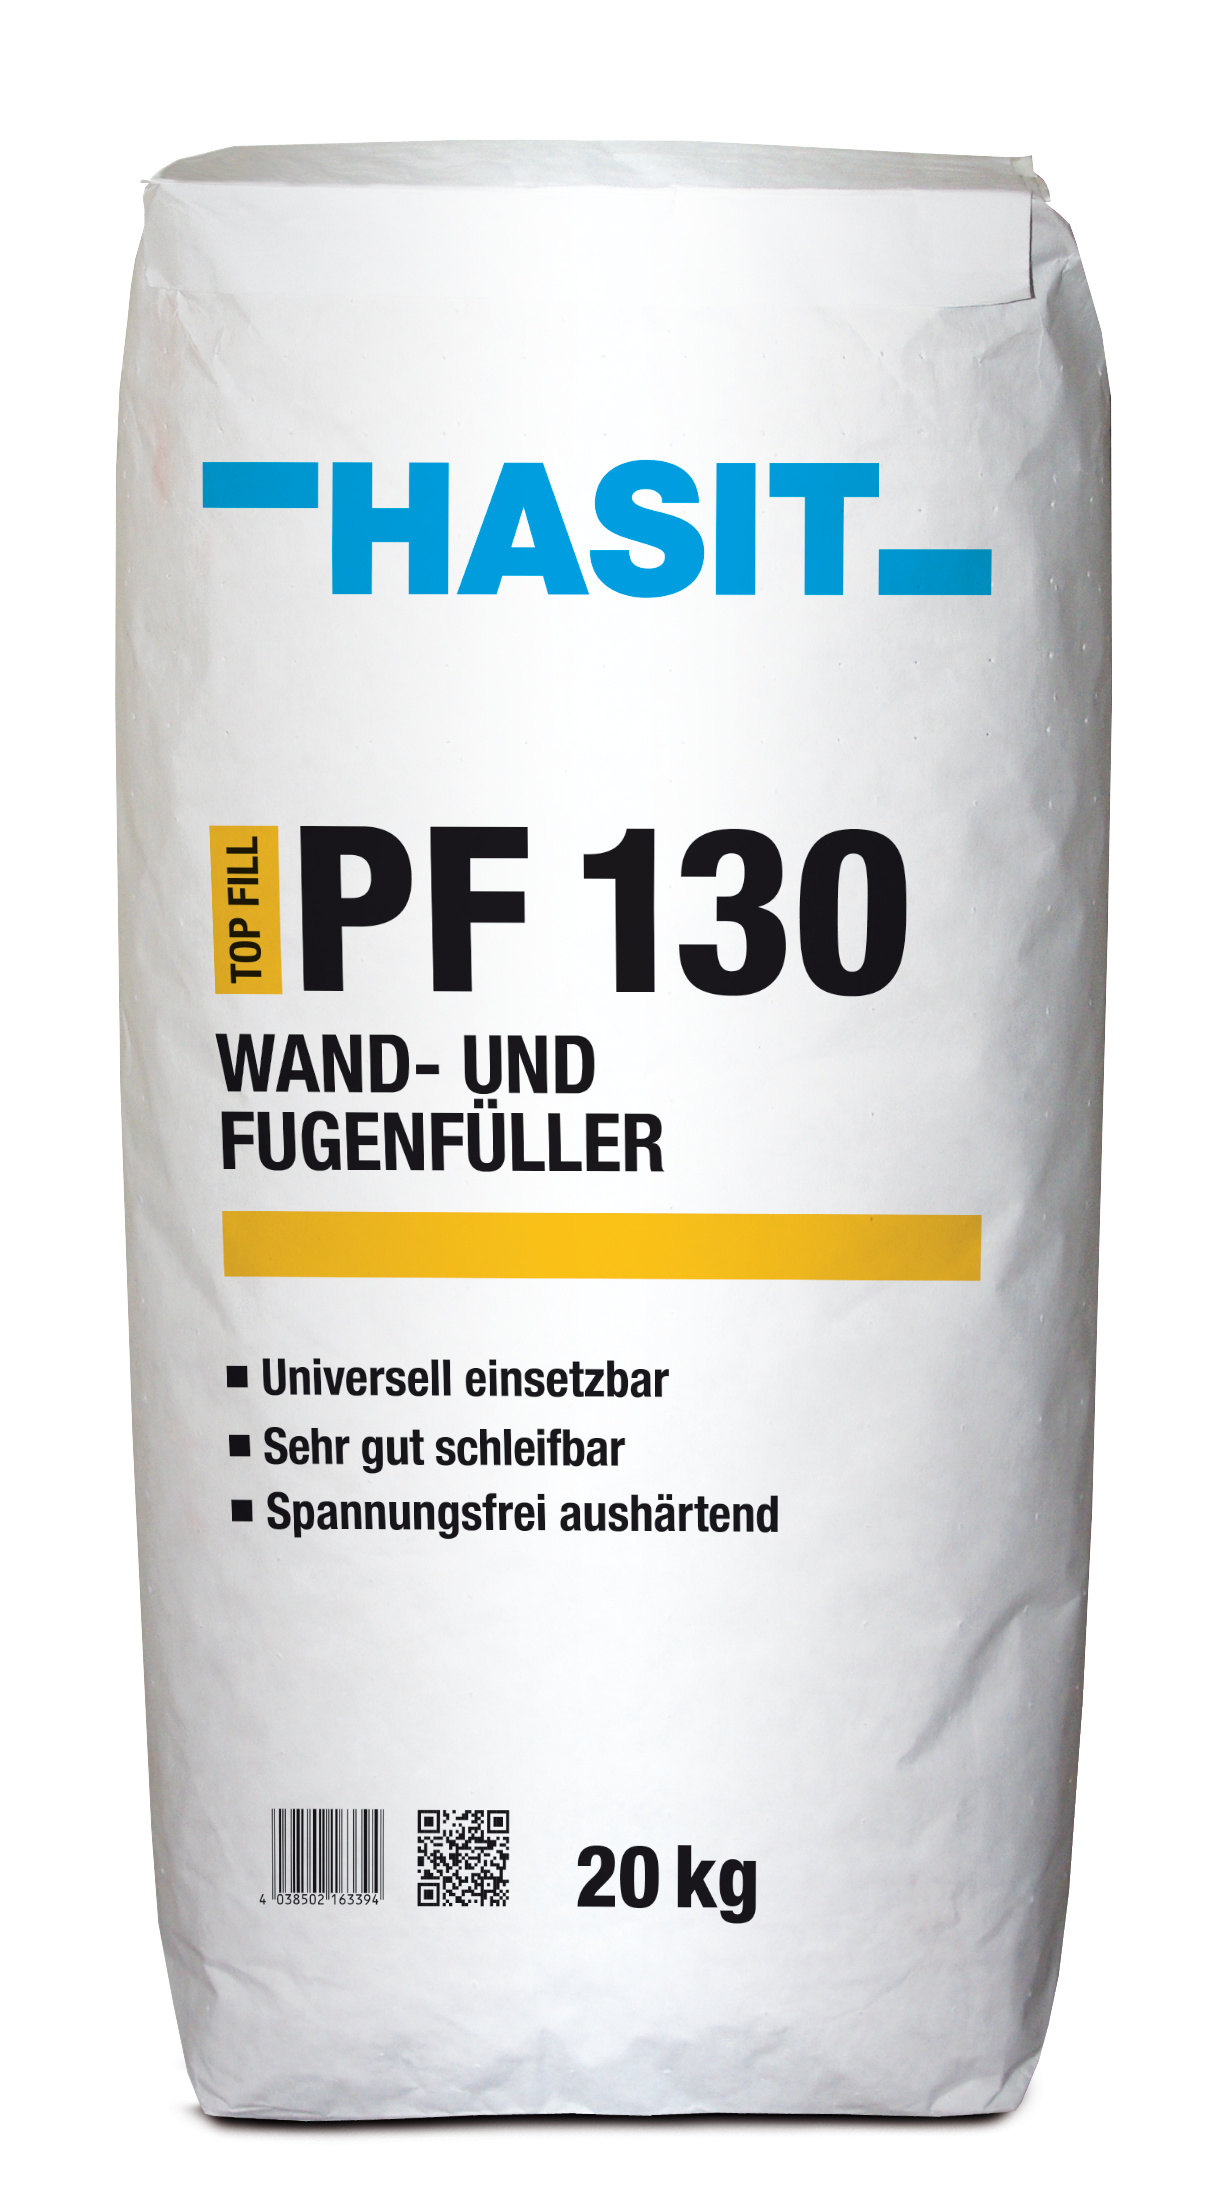 HASIT
TOP FILL
PF 130
WAND- UND
FUGENFÜLLER
■ Universell einsetzbar
■ Sehr gut schleifbar
■ Spannungsfrei aushärtend
4 038502 163394
20 kg